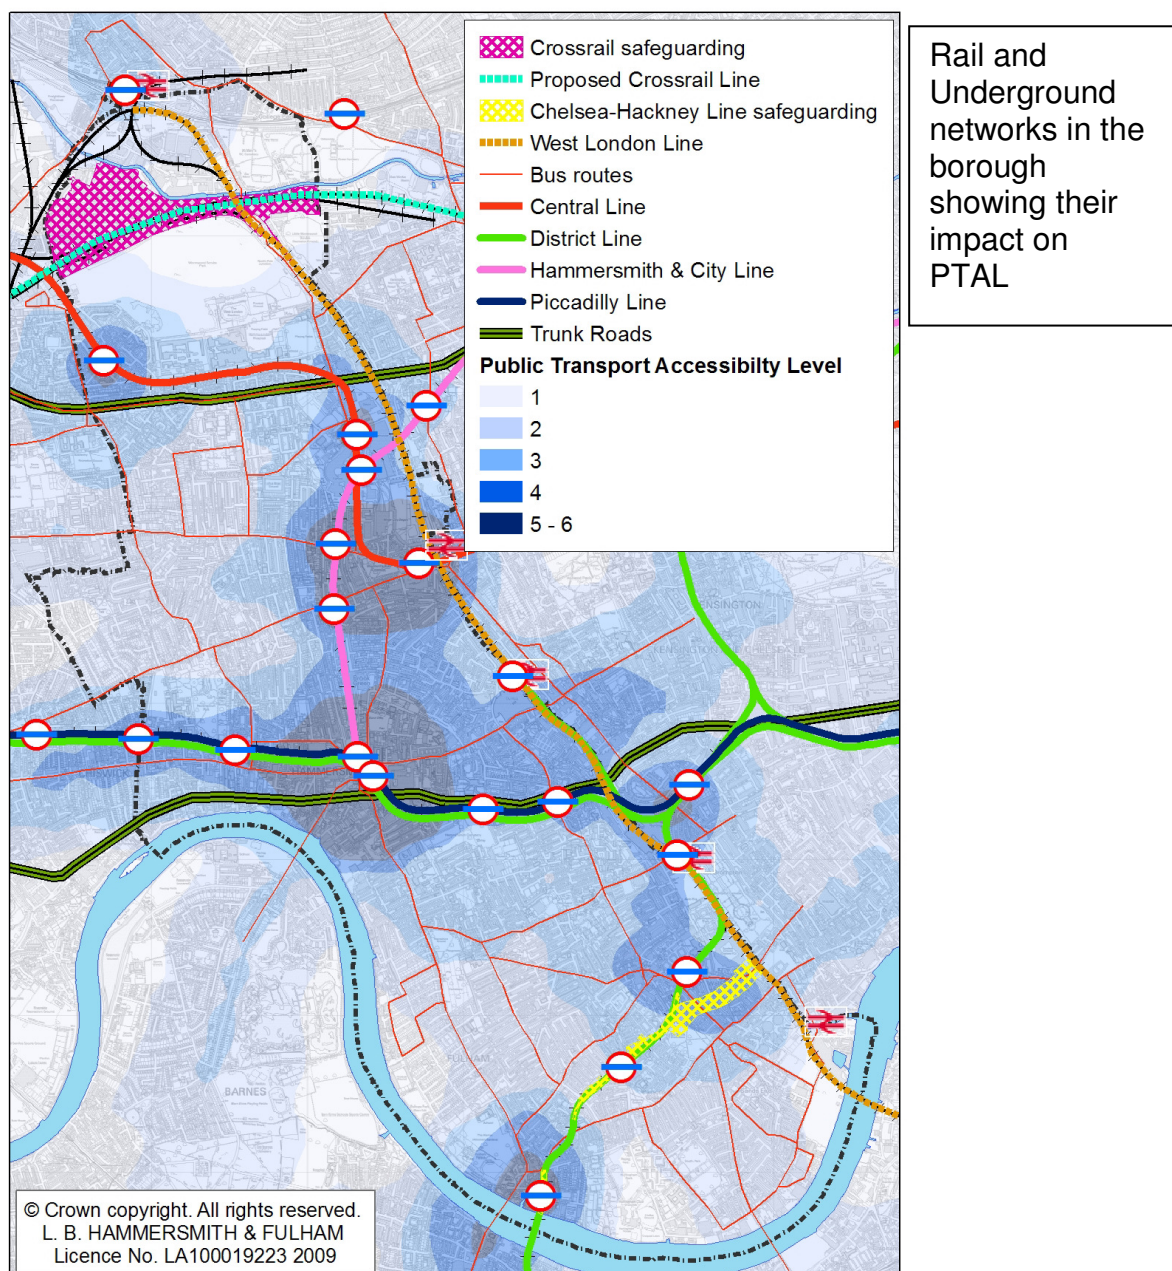 Crossrail safeguarding
Proposed Crossrail Line
Chelsea-Hackney Line safeguarding
West London Line
Bus routes
Central Line
District Line
Hammersmith & City Line
Piccadilly Line
Trunk Roads
Public Transport Accessibilty Level
1
2
3
4
5 - 6
Rail and
Underground
networks in the
borough
showing their
impact on
PTAL
KENSINGTON
FULHAM
BARNES
© Crown copyright. All rights reserved.
L. B. HAMMERSMITH & FULHAM
Licence No. LA100019223 2009